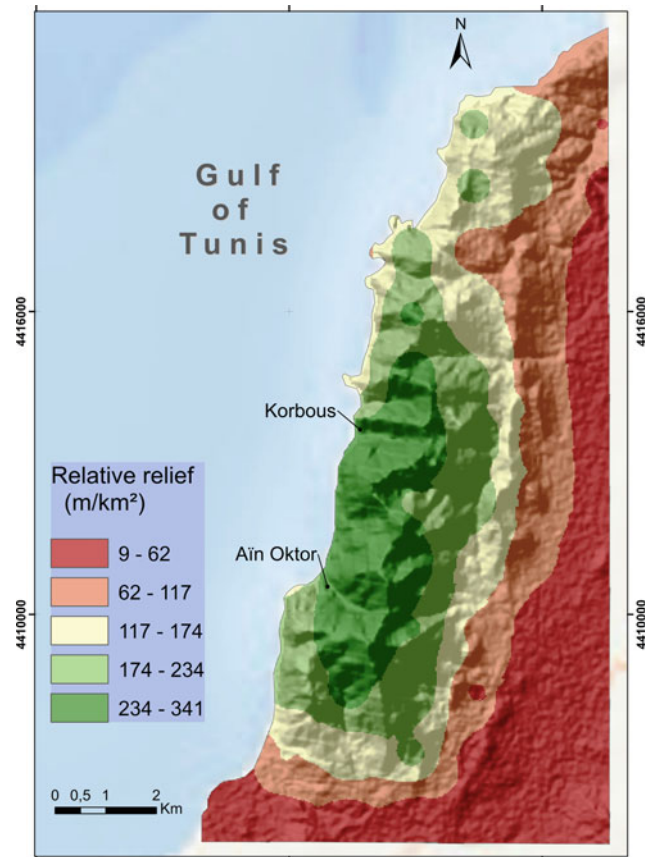 N
Gulf
of
Tunis
4416000
4416000
Korbous
Relative relief
(m/km²)
9 - 62
62 - 117
117 - 174
174 - 234
234 - 341
Aïn Oktor
4410000
4410000
0 0,5 1 2
Km